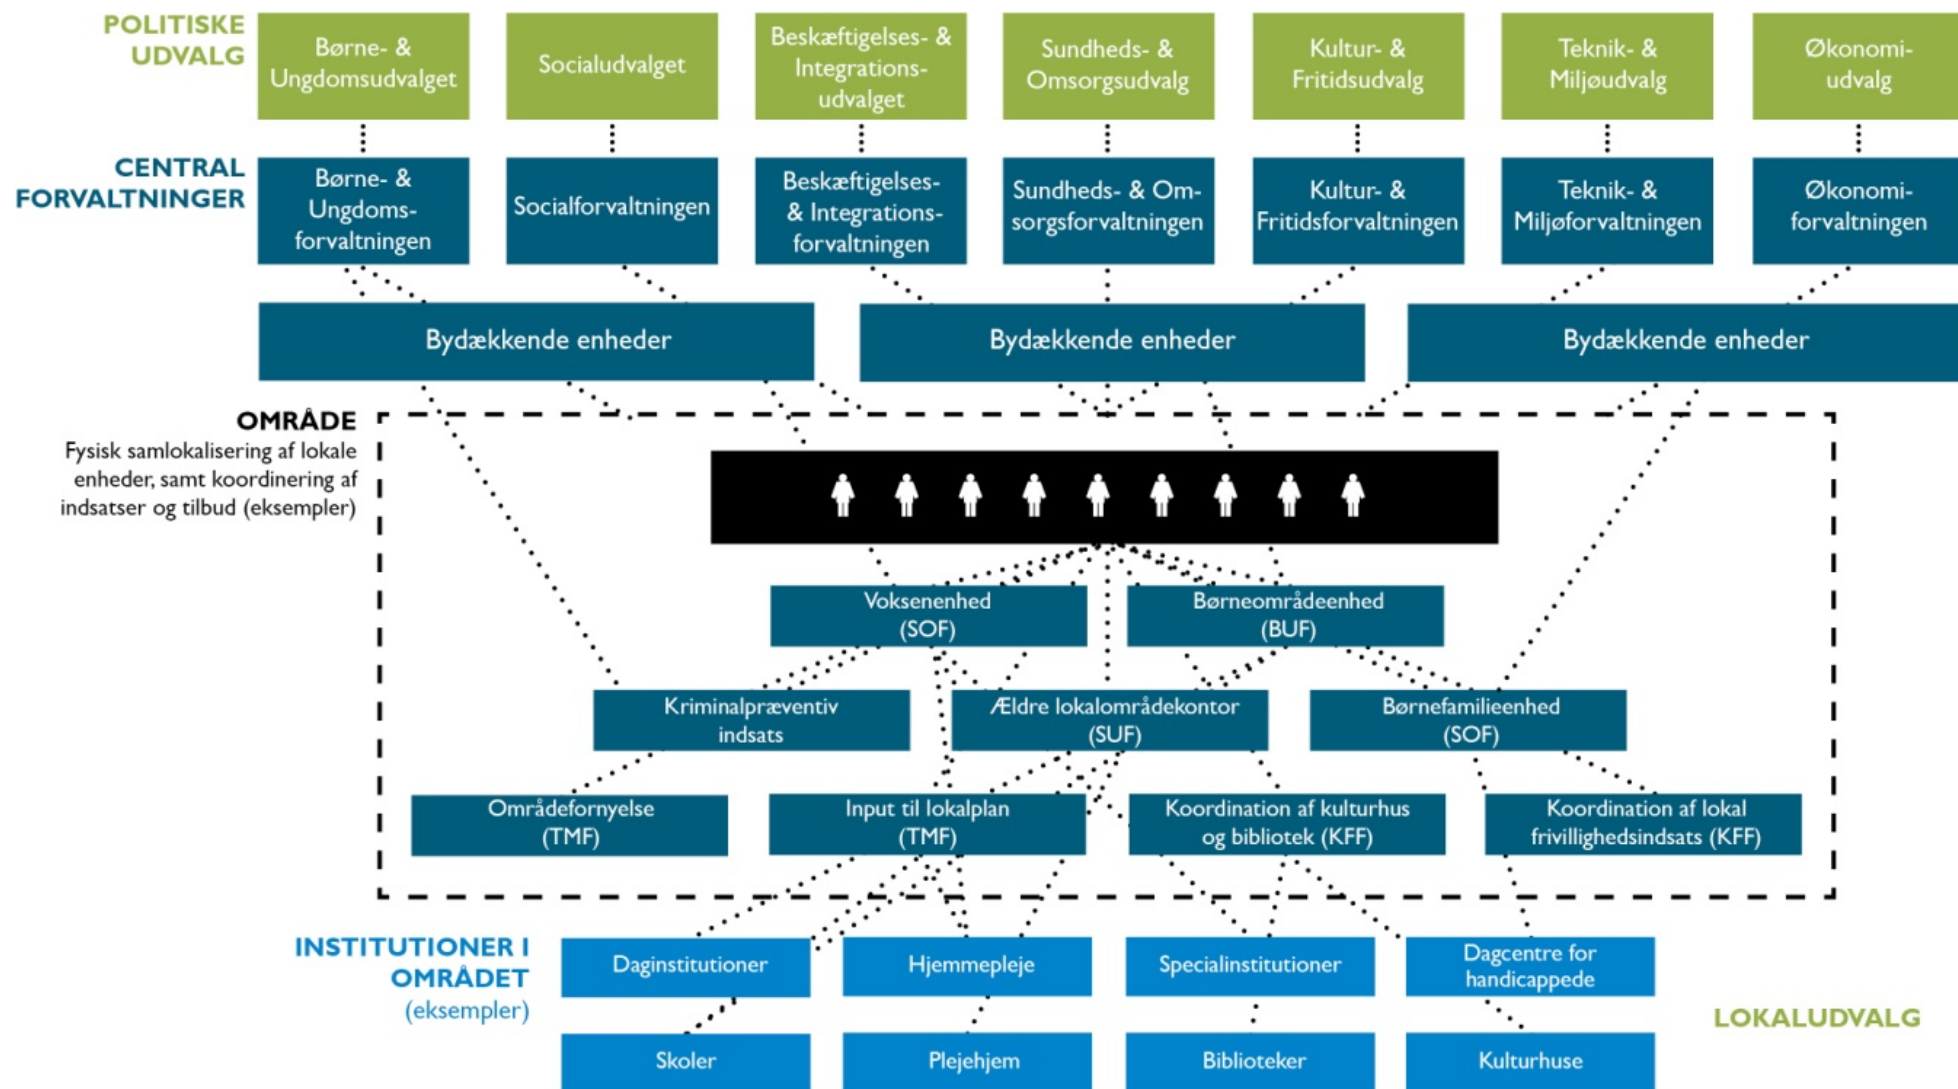 POLITISKE
UDVALG
Børne- &
Ungdomsudvalget
Socialudvalget
Beskæftigelses- &
Integrations-
udvalget
Sundheds- &
Omsorgsudvalg
Kultur- &
Fritidsudvalg
Teknik- &
Miljøudvalg
Økonomi-
udvalg
CENTRAL
FORVALTNINGER
Børne- &
Ungdoms-
forvaltningen
Socialforvaltningen
Beskæftigelses-
& Integrations-
forvaltningen
Sundheds- & Om-
sorgsforvaltningen
Kultur- &
Fritidsforvaltningen
Teknik- &
Miljøforvaltningen
Økonomi-
forvaltningen
Bydækkende enheder
Bydækkende enheder
Bydækkende enheder
OMRÅDE
Fysisk samlokalisering af lokale
enheder, samt koordinering af
indsatser og tilbud (eksempler)
Voksenenhed
(SOF)
Børneområdeenhed
(BUF)
Kriminalpræventiv
indsats
Ældre lokalområdekontor
(SUF)
Børnefamilieenhed
(SOF)
Områdefornyelse
(TMF)
Input til lokalplan
(TMF)
Koordination af kulturhus
og bibliotek (KFF)
Koordination af lokal
frivillighedsindsats (KFF)
INSTITUTIONER I
OMRÅDET
(eksempler)
Daginstitutioner
Hjemmepleje
Specialinstitutioner
Dagcentre for
handicappede
Skoler
Plejehjem
Biblioteker
Kulturhuse
LOKALUDVALG